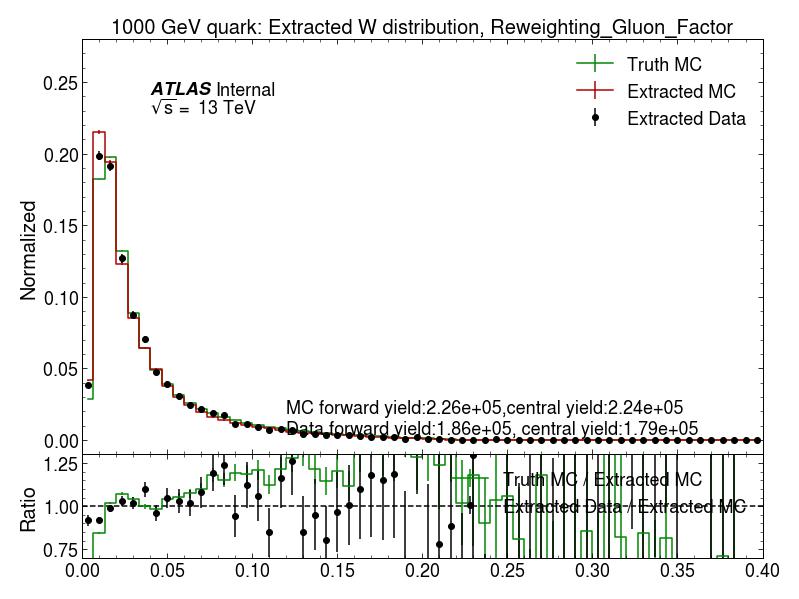 1000 GeV quark: Extracted W distribution, Reweighting_Gluon_Factor
ATLAS Internal
√s = 13 TeV
Truth MC
Extracted MC
Extracted Data
Normalized
0.25
0.20
0.15
0.10
0.05
0.00
MC forward yield:2.26e+05,central yield:2.24e+05
Data forward yield:1.86e+05, central yield:1.79e+05
Ratio
1.25
1.00
0.75
Truth MC / Extracted MC
Extracted Data / Extracted MC
0.00 0.05 0.10 0.15 0.20 0.25 0.30 0.35 0.40